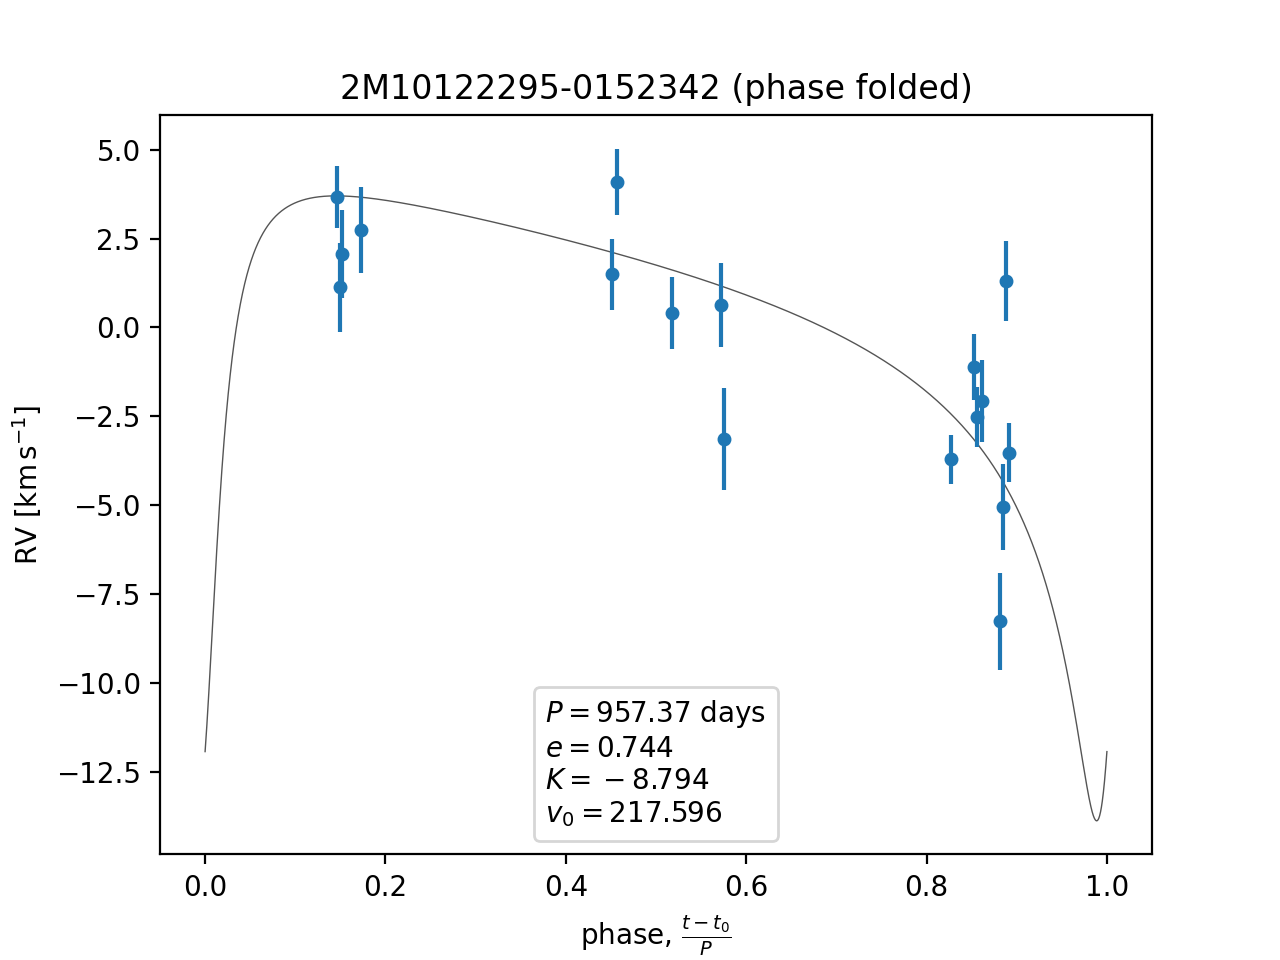 2M10122295-0152342 (phase folded)
5.0
2.5
0.0
−2.5
−5.0
−7.5
−10.0
−12.5
RV [km s⁻¹]
P = 957.37 days
e = 0.744
K = −8.794
v₀ = 217.596
0.0 0.2 0.4 0.6 0.8 1.0
phase, (t − t₀)/P